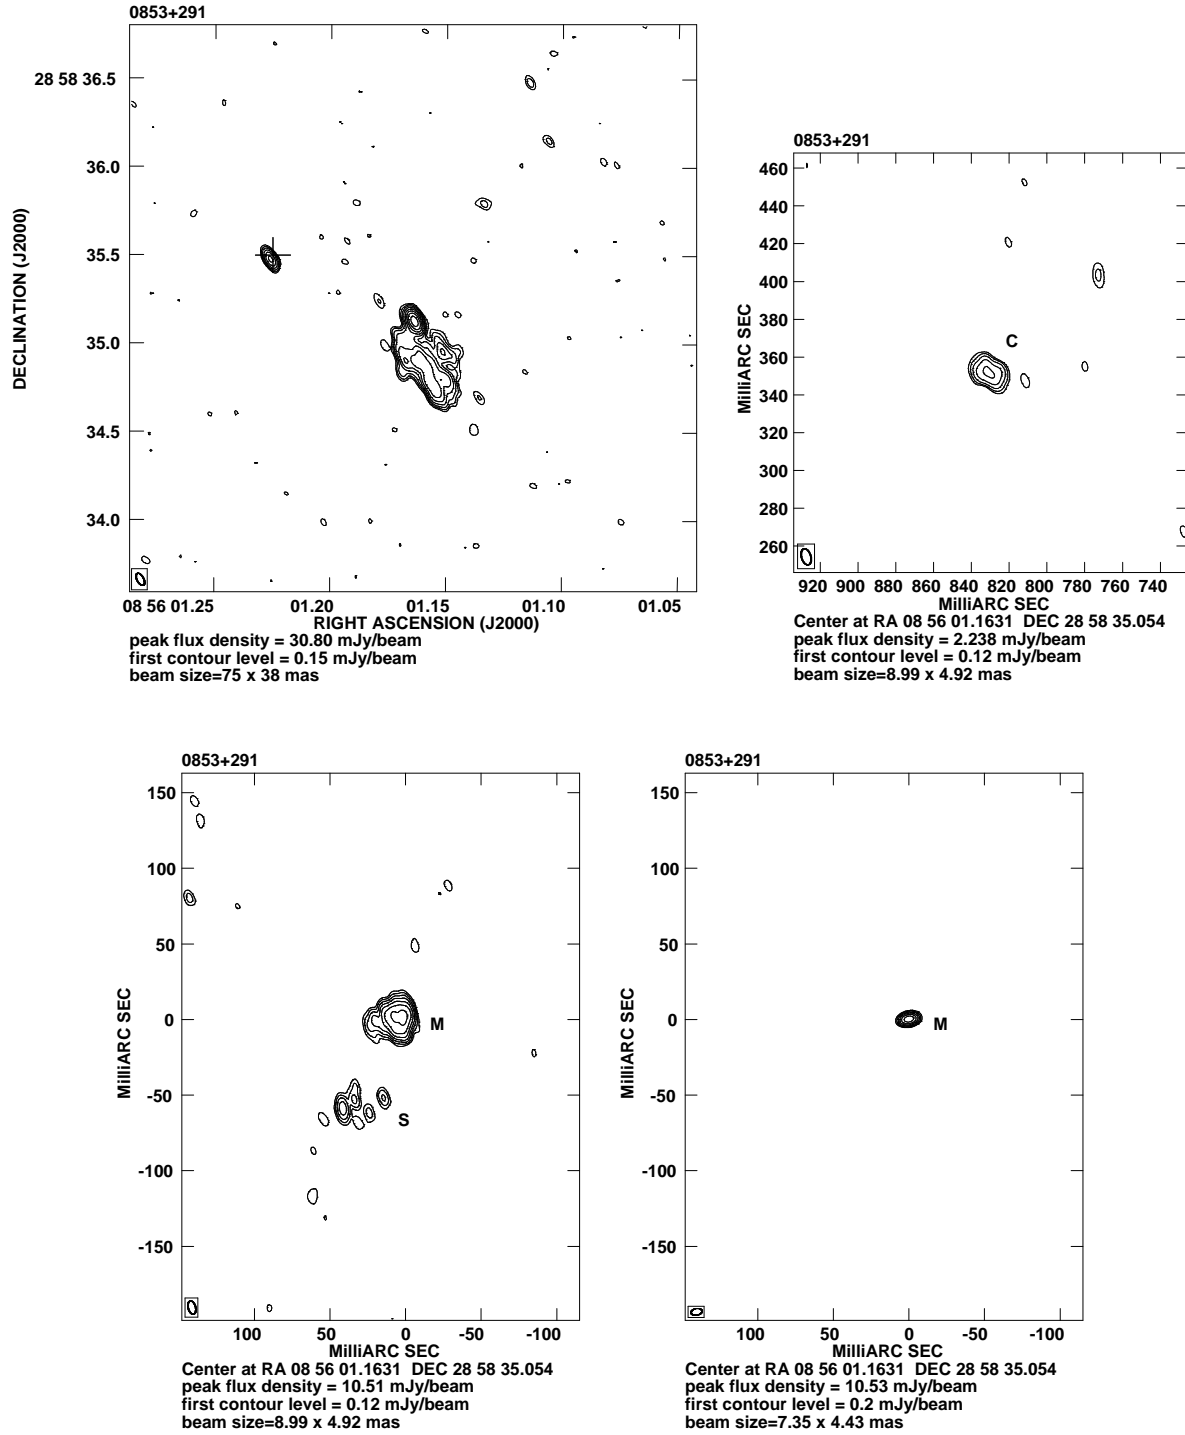 0853+291
28 58 36.5
36.0
35.5
35.0
34.5
34.0
DECLINATION (J2000)
08 56 01.25 01.20 01.15 01.10 01.05
RIGHT ASCENSION (J2000)
peak flux density = 30.80 mJy/beam
first contour level = 0.15 mJy/beam
beam size=75 x 38 mas
0853+291
460
440
420
400
380
360
340
320
300
280
260
MilliARC SEC
C
920 900 880 860 840 820 800 780 760 740
MilliARC SEC
Center at RA 08 56 01.1631 DEC 28 58 35.054
peak flux density = 2.238 mJy/beam
first contour level = 0.12 mJy/beam
beam size=8.99 x 4.92 mas
0853+291
150
100
50
0
-50
-100
-150
MilliARC SEC
M
S
100 50 0 -50 -100
MilliARC SEC
Center at RA 08 56 01.1631 DEC 28 58 35.054
peak flux density = 10.51 mJy/beam
first contour level = 0.12 mJy/beam
beam size=8.99 x 4.92 mas
0853+291
150
100
50
0
-50
-100
-150
MilliARC SEC
M
100 50 0 -50 -100
MilliARC SEC
Center at RA 08 56 01.1631 DEC 28 58 35.054
peak flux density = 10.53 mJy/beam
first contour level = 0.2 mJy/beam
beam size=7.35 x 4.43 mas